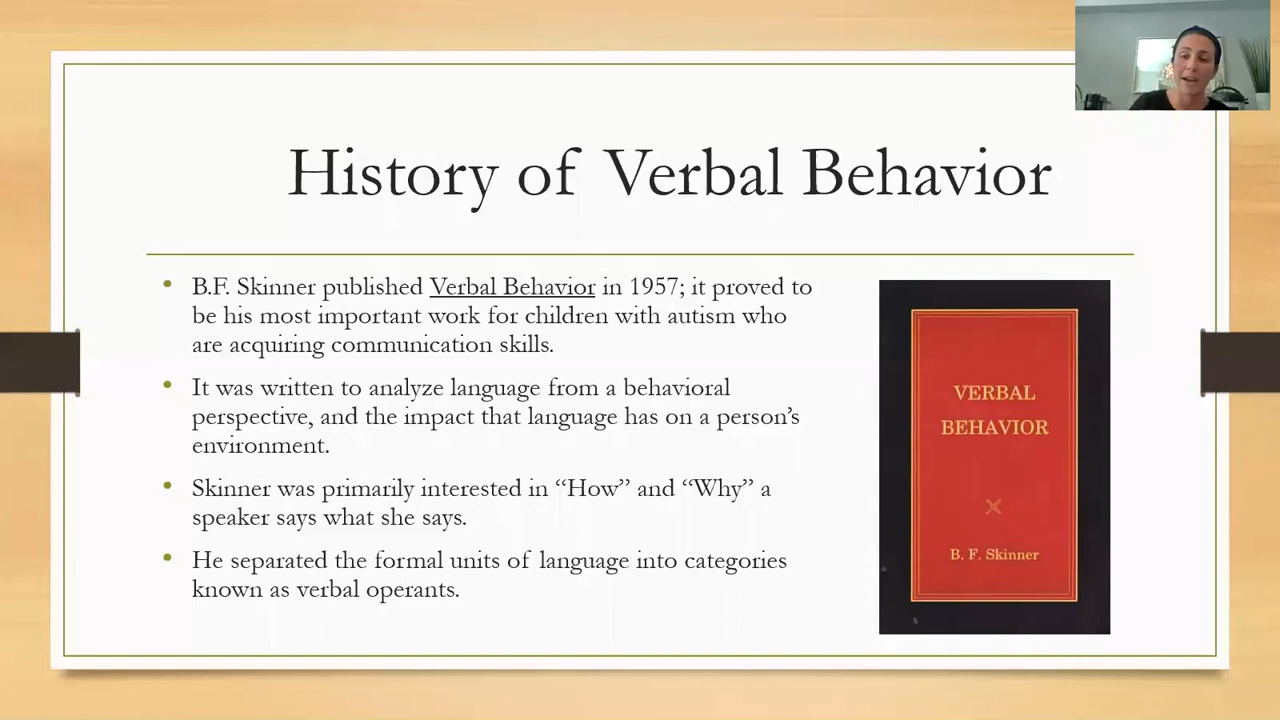 History of Verbal Behavior
B.F. Skinner published Verbal Behavior in 1957; it proved to
be his most important work for children with autism who
are acquiring communication skills.
It was written to analyze language from a behavioral
perspective, and the impact that language has on a person’s
environment.
Skinner was primarily interested in “How” and “Why” a
speaker says what she says.
He separated the formal units of language into categories
known as verbal operants.
VERBAL
BEHAVIOR
B. F. Skinner